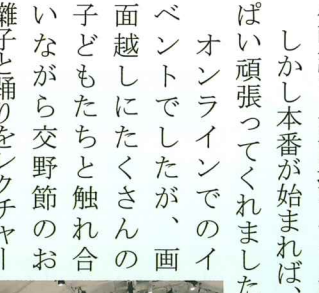 しかし本番が始まれば、
ぱい頑張ってくれました
オンラインでのイ
ベントでしたが、画
面越しにたくさんの
子どもたちと触れ合
いながら交野節のお
囃子と踊りをレクチャー